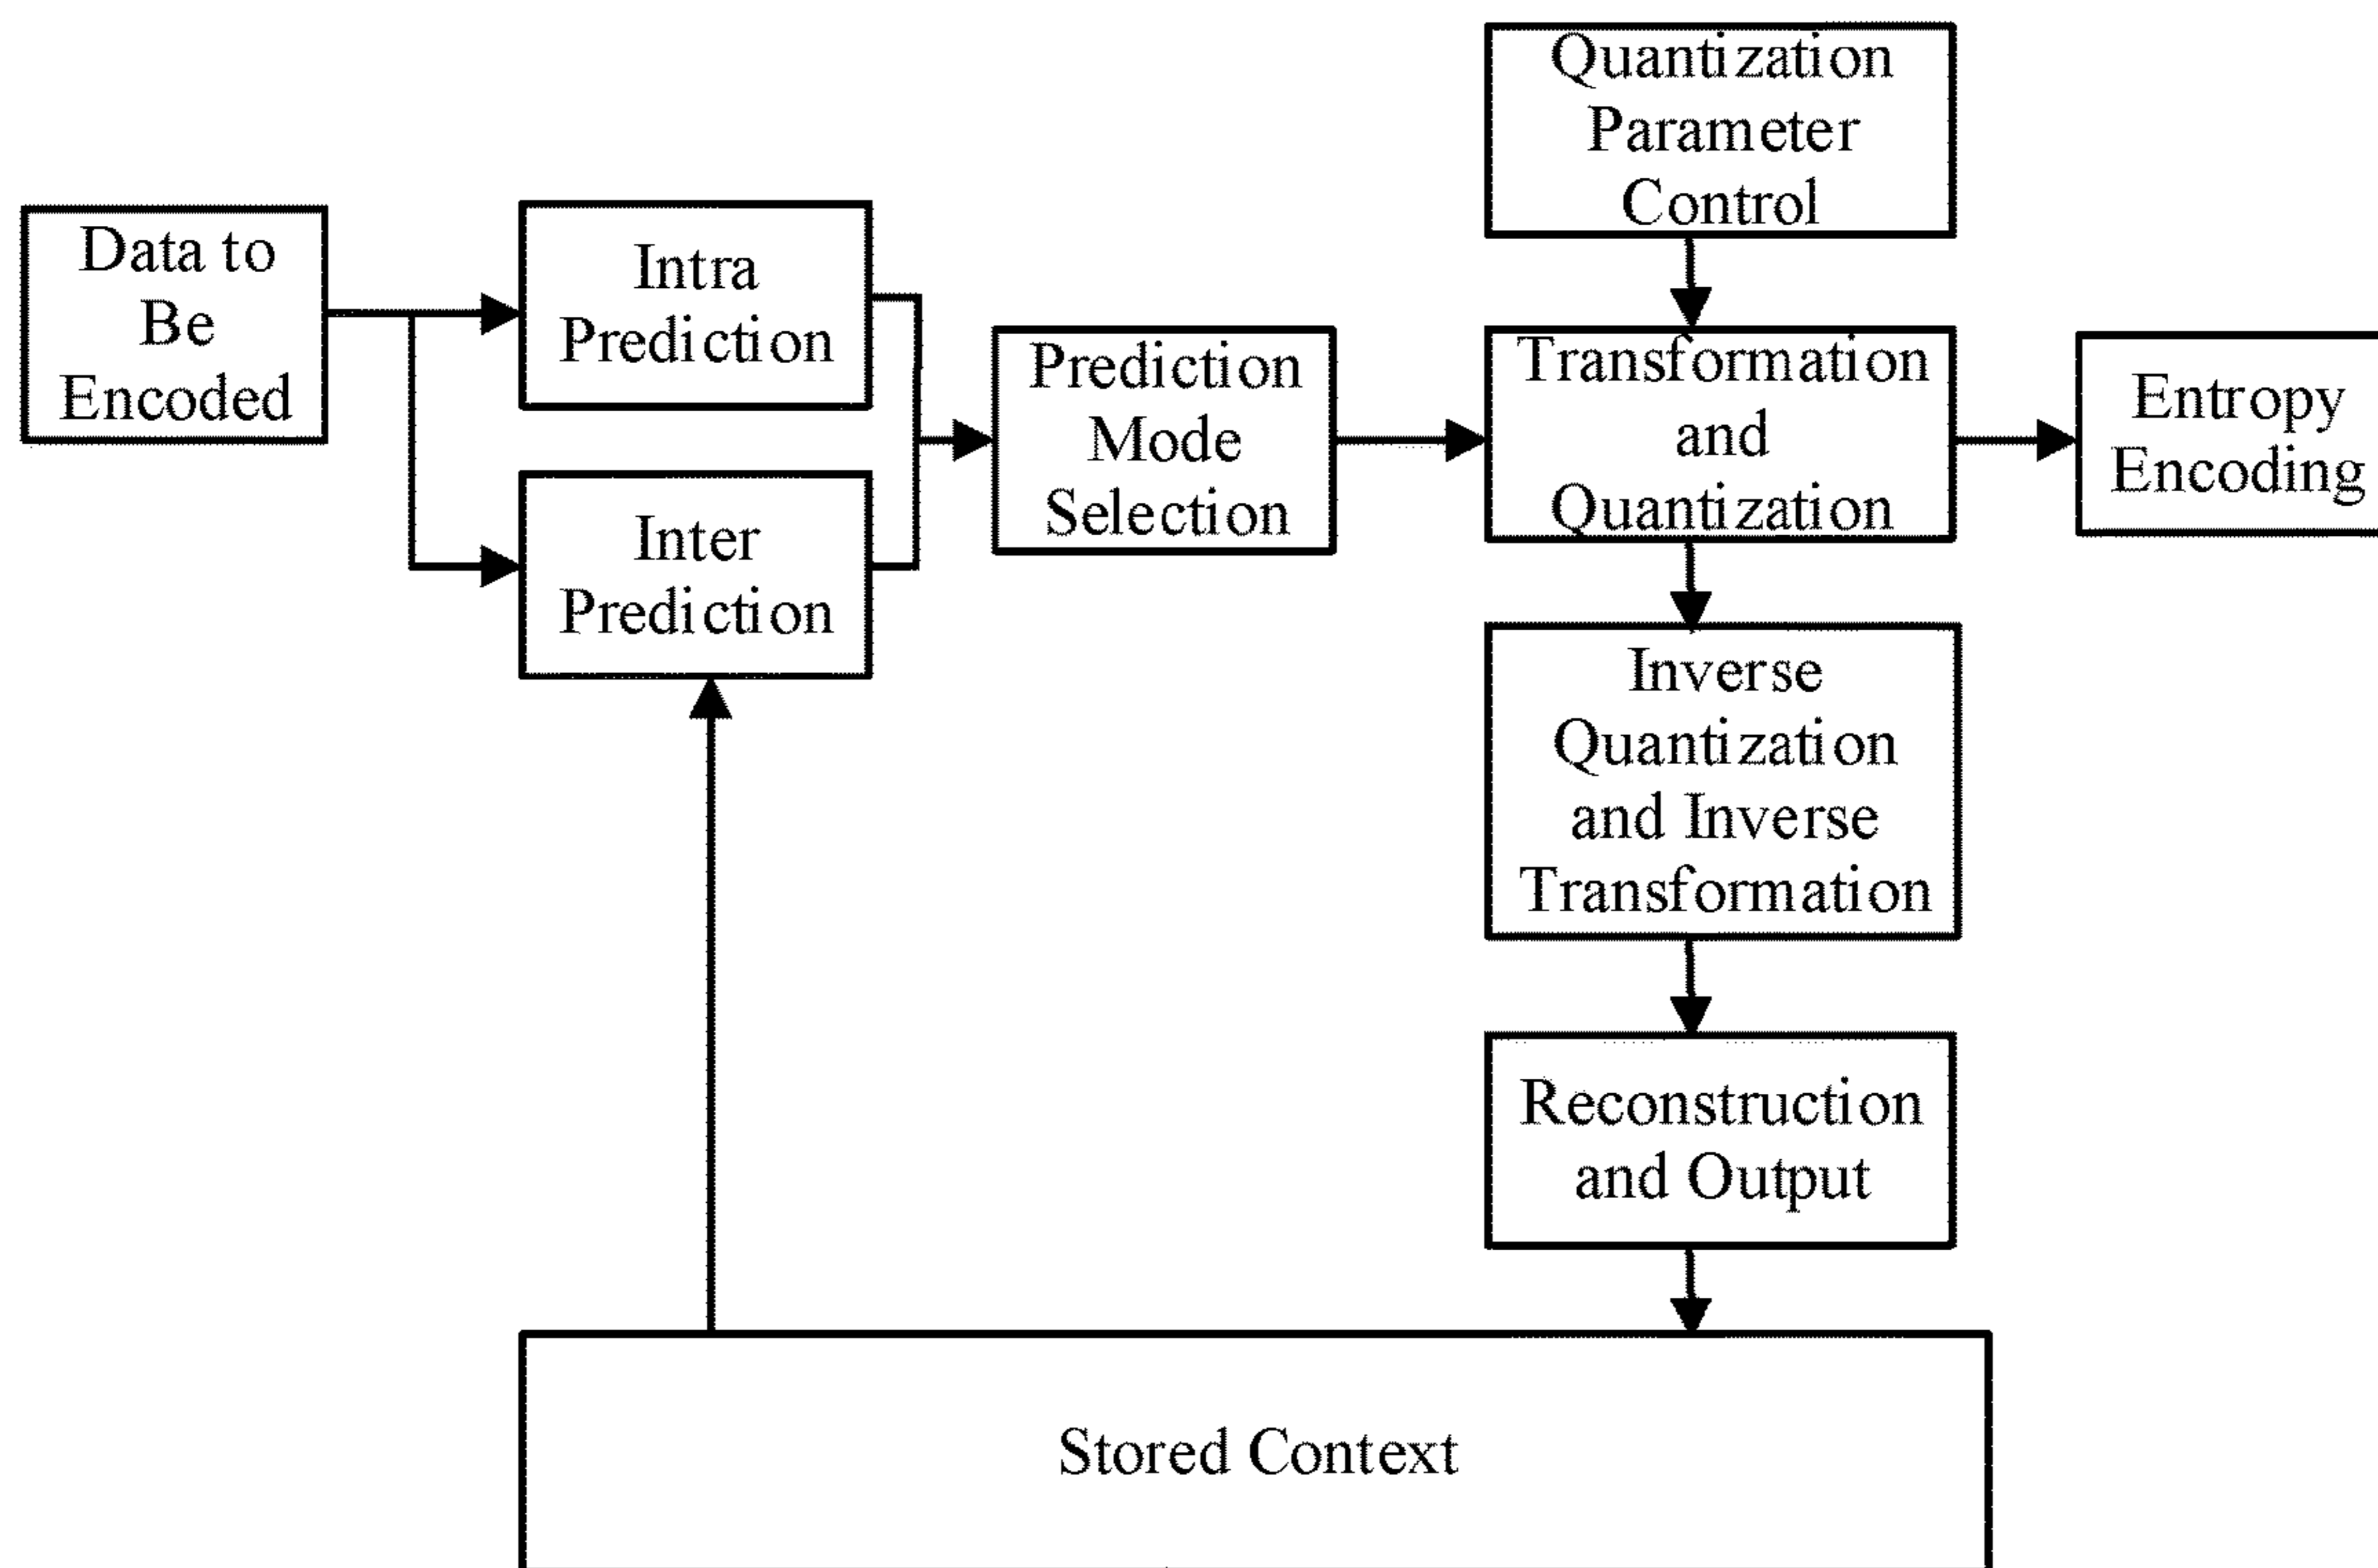 Data to
Be
Encoded
Intra
Prediction
Inter
Prediction
Prediction
Mode
Selection
Quantization
Parameter
Control
Transformation
and
Quantization
Entropy
Encoding
Inverse
Quantization
and Inverse
Transformation
Reconstruction
and Output
Stored Context